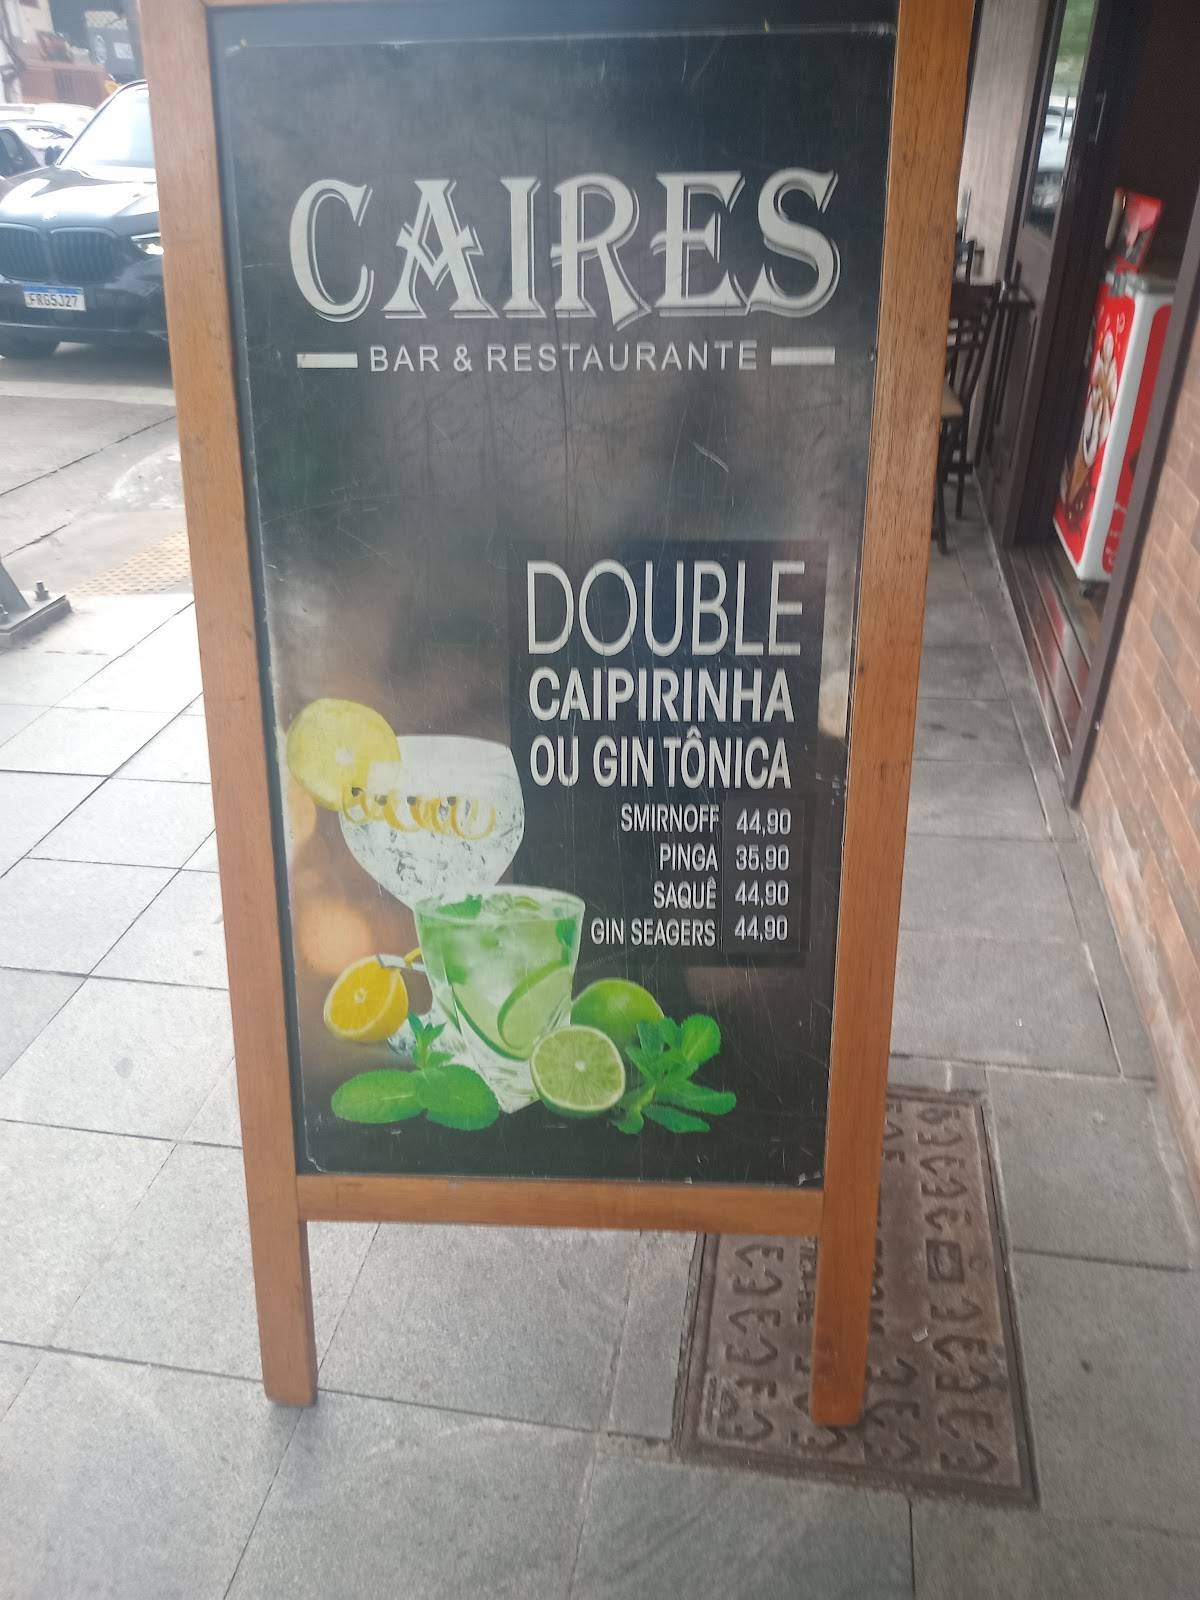 CAIRES
BAR & RESTAURANTE
DOUBLE
CAIPIRINHA
OU GIN TÔNICA
SMIRNOFF 44,90
PINGA 35,90
SAQUÊ 44,90
GIN SEAGERS 44,90
FRG5J27